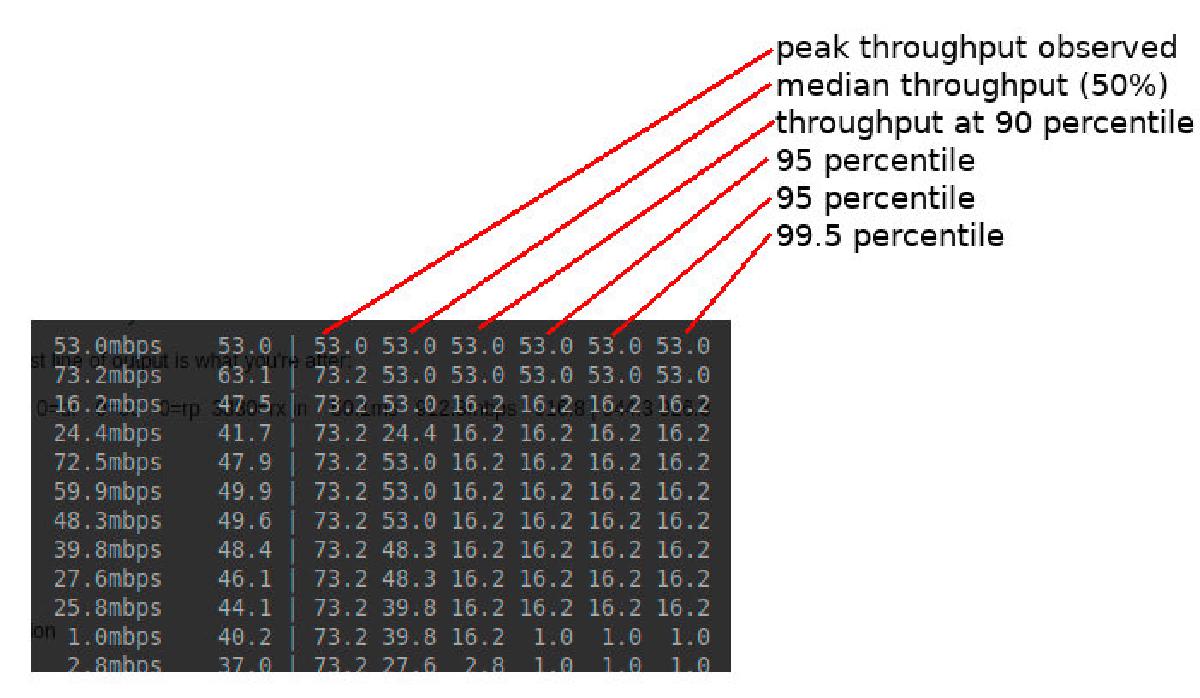 peak throughput observed
median throughput (50%)
throughput at 90 percentile
95 percentile
95 percentile
99.5 percentile
53.0mbps 53.0 | 53.0 53.0 53.0 53.0 53.0 53.0
st line of output is what you're after:
73.2mbps 63.1 | 73.2 53.0 53.0 53.0 53.0 53.0
16.2mbps 47.5 | 73.2 53.0 16.2 16.2 16.2 16.2
24.4mbps 41.7 | 73.2 24.4 16.2 16.2 16.2 16.2
72.5mbps 47.9 | 73.2 53.0 16.2 16.2 16.2 16.2
59.9mbps 49.9 | 73.2 53.0 16.2 16.2 16.2 16.2
48.3mbps 49.6 | 73.2 53.0 16.2 16.2 16.2 16.2
39.8mbps 48.4 | 73.2 48.3 16.2 16.2 16.2 16.2
27.6mbps 46.1 | 73.2 48.3 16.2 16.2 16.2 16.2
25.8mbps 44.1 | 73.2 39.8 16.2 16.2 16.2 16.2
ion
1.0mbps 40.2 | 73.2 39.8 16.2 1.0 1.0 1.0
2.8mbps 37.0 | 73.2 27.6 2.8 1.0 1.0 1.0